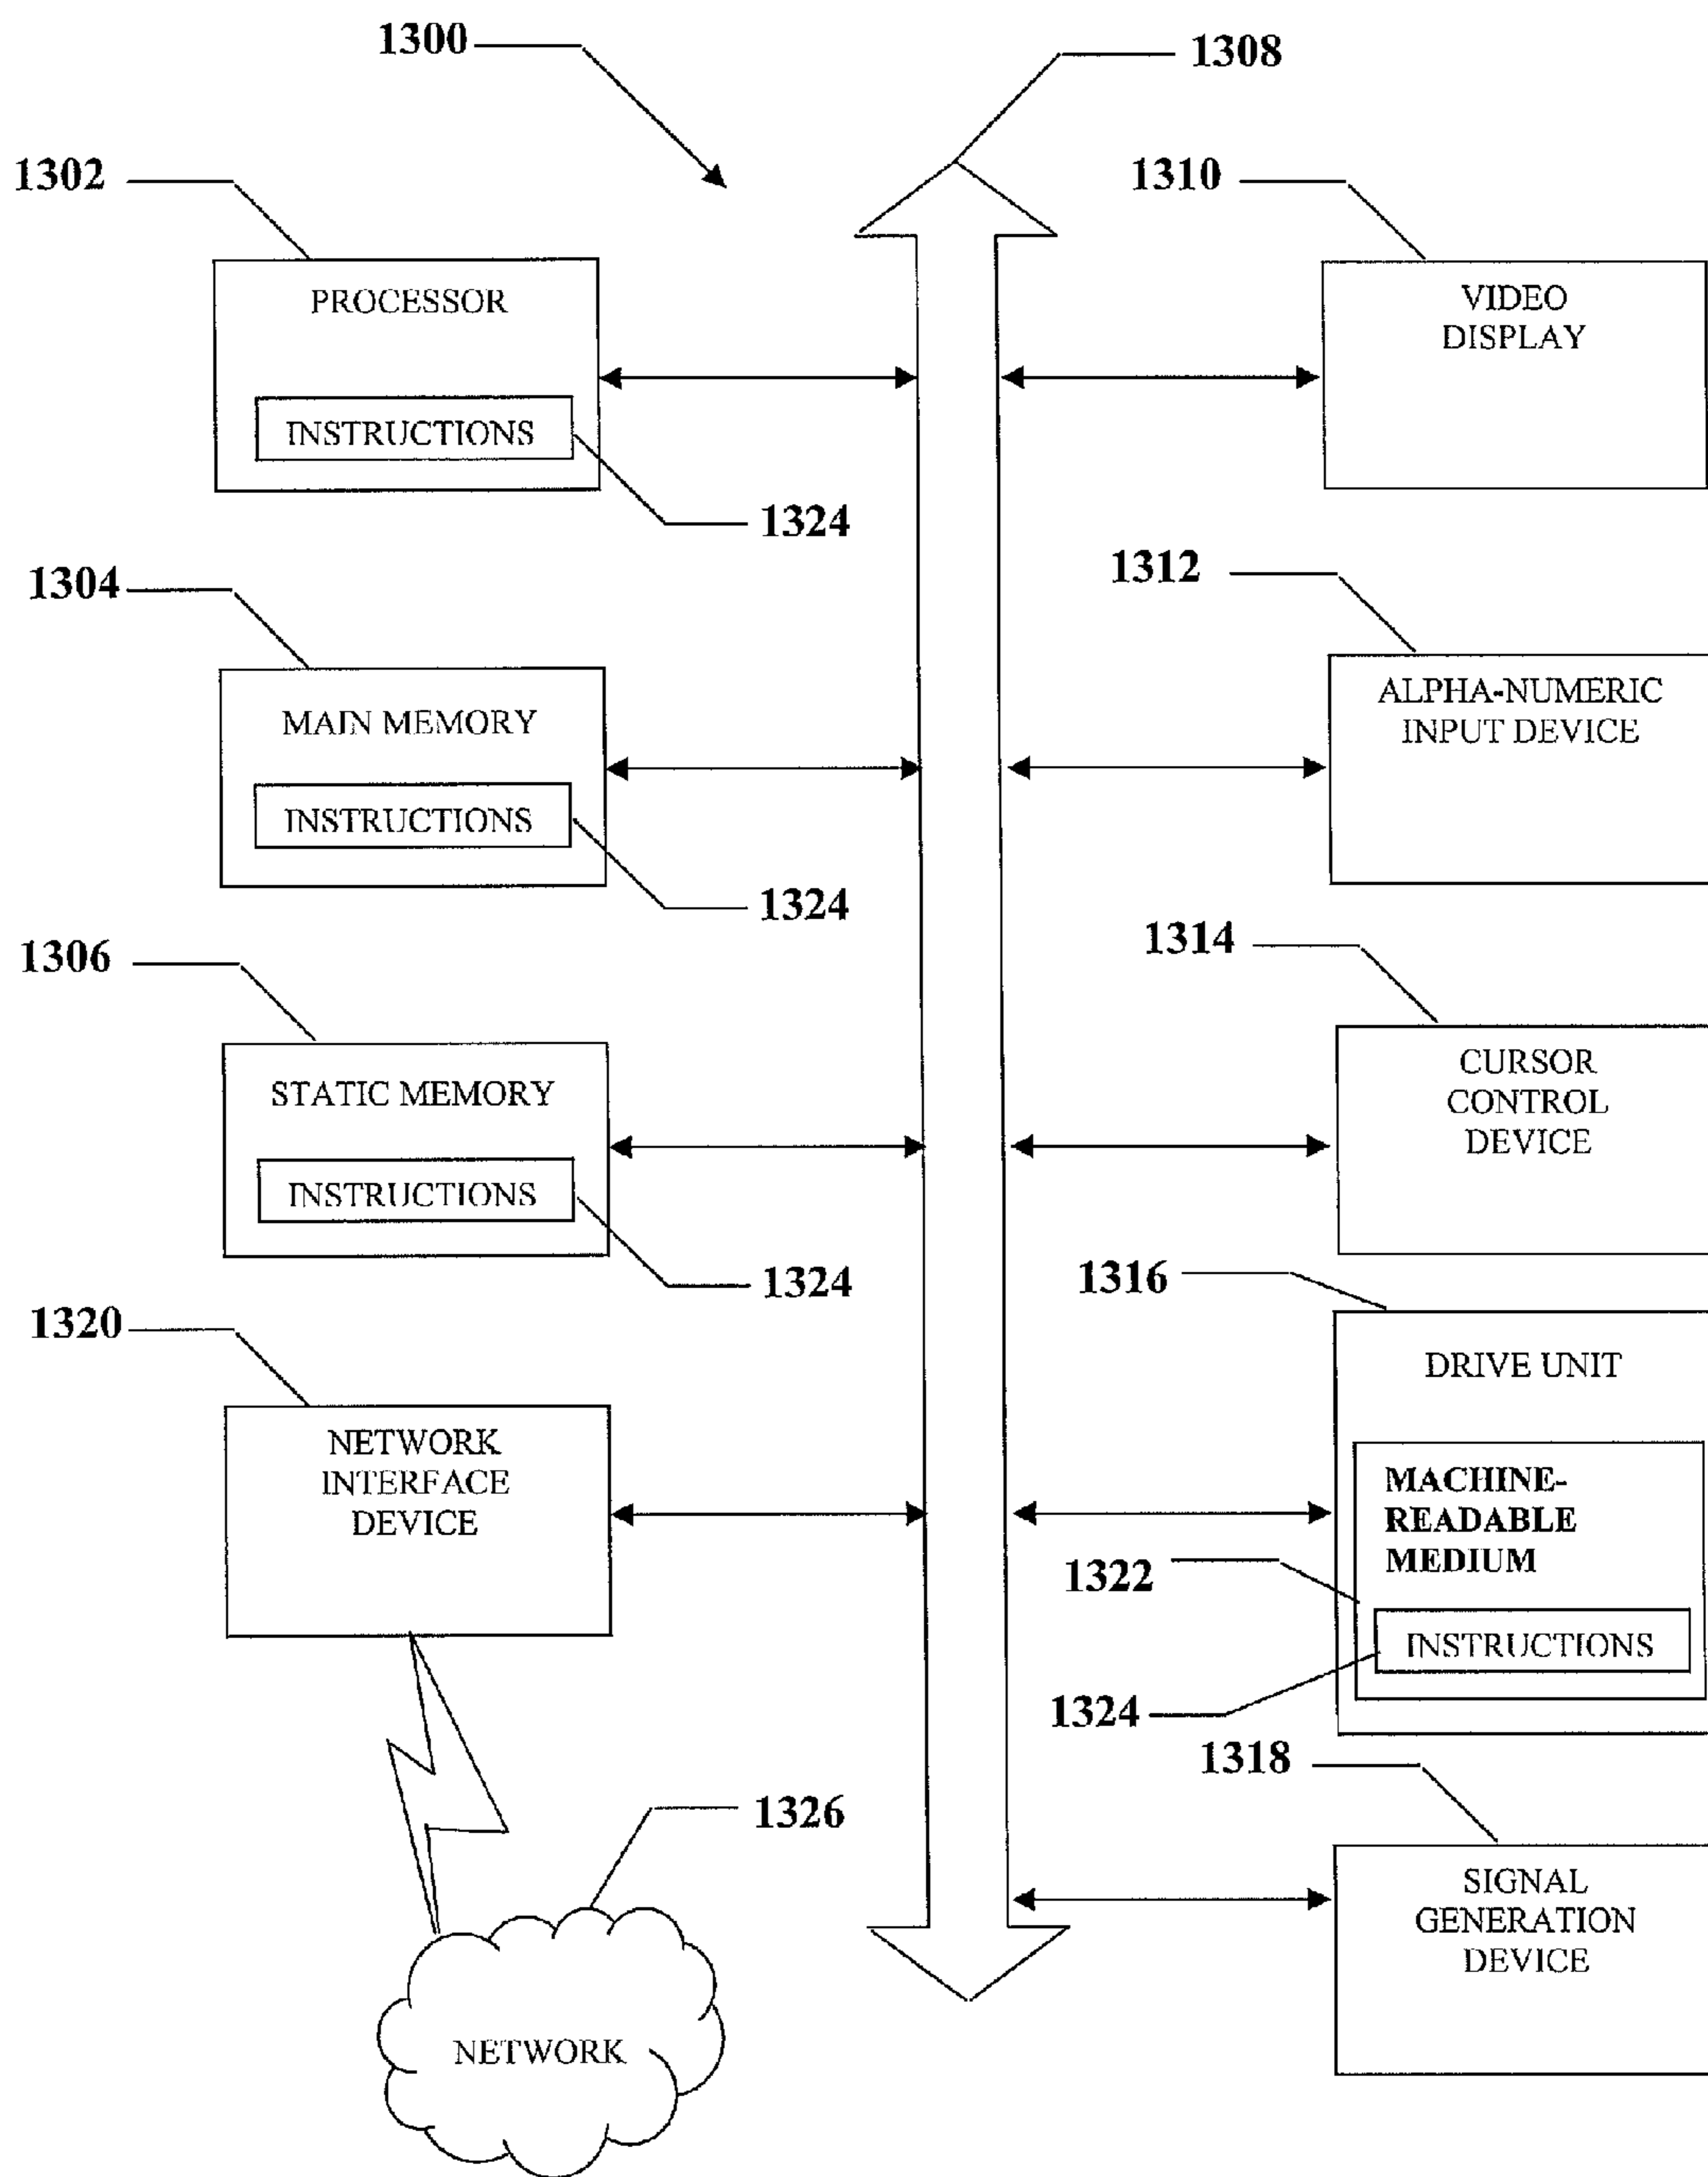 1300
1308
1302
1310
PROCESSOR
INSTRUCTIONS
1324
VIDEO
DISPLAY
1304
1312
MAIN MEMORY
INSTRUCTIONS
1324
ALPHA-NUMERIC
INPUT DEVICE
1306
1314
STATIC MEMORY
INSTRUCTIONS
1324
CURSOR
CONTROL
DEVICE
1320
1316
NETWORK
INTERFACE
DEVICE
DRIVE UNIT
MACHINE-
READABLE
MEDIUM
1322
INSTRUCTIONS
1324
1318
1326
SIGNAL
GENERATION
DEVICE
NETWORK